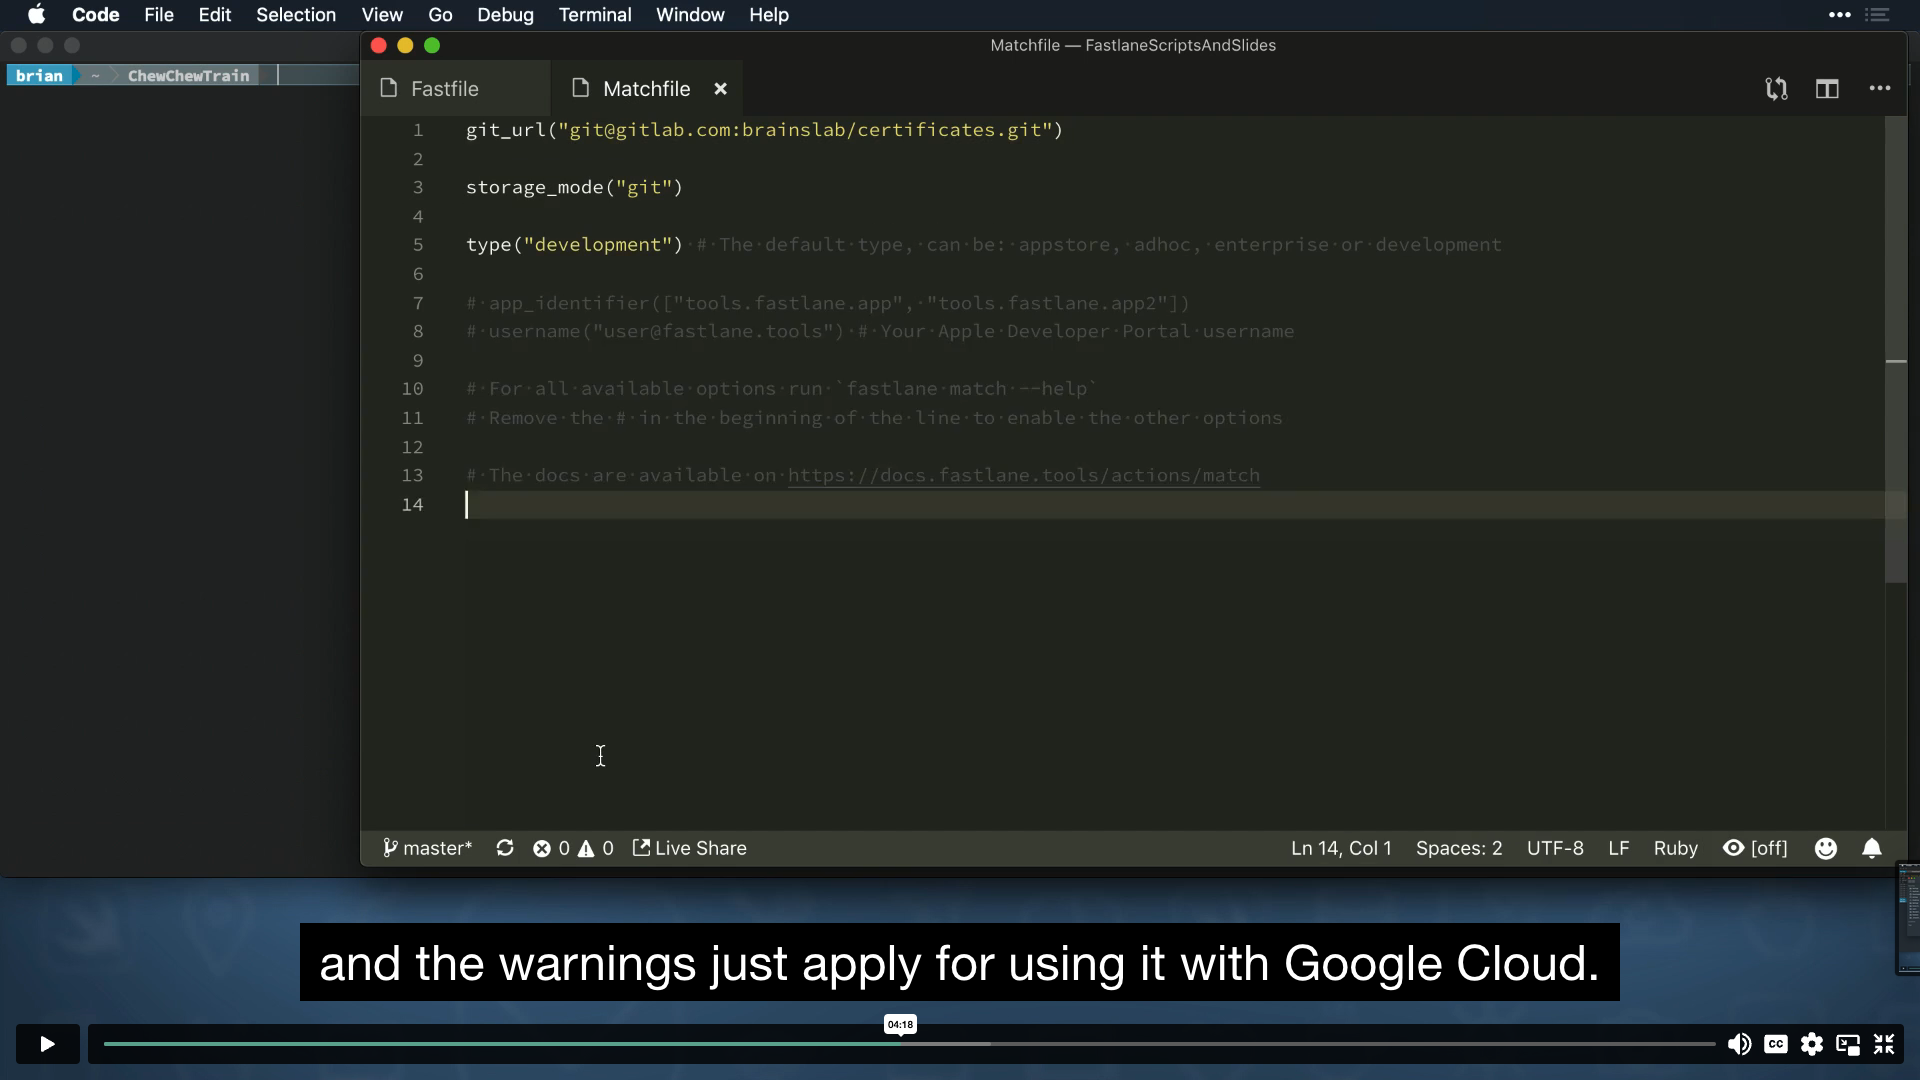 Code File Edit Selection View Go Debug Terminal Window Help
Matchfile — FastlaneScriptsAndSlides
brian ~ ChewChewTrain
Fastfile Matchfile
1 git_url("git@gitlab.com:brainslab/certificates.git")
2
3 storage_mode("git")
4
5 type("development") # The default type, can be: appstore, adhoc, enterprise or development
6
7 # app_identifier(["tools.fastlane.app", "tools.fastlane.app2"])
8 # username("user@fastlane.tools") # Your Apple Developer Portal username
9
10 # For all available options run `fastlane match --help`
11 # Remove the # in the beginning of the line to enable the other options
12
13 # The docs are available on https://docs.fastlane.tools/actions/match
14
master* 0 0 Live Share Ln 14, Col 1 Spaces: 2 UTF-8 LF Ruby [off]
and the warnings just apply for using it with Google Cloud.
04:18
CC